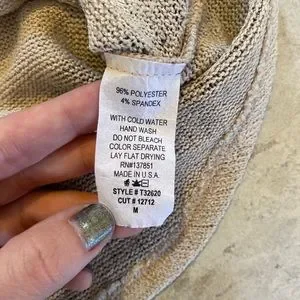 96% POLYESTER
4% SPANDEX
WITH COLD WATER
HAND WASH
DO NOT BLEACH
COLOR SEPARATE
LAY FLAT DRYING
RN#137851
MADE IN U.S.A.
STYLE # T32620
CUT # 12712
M